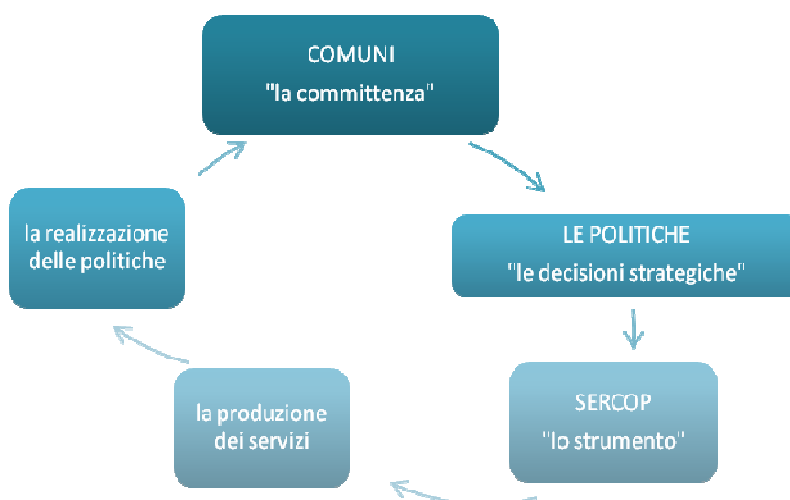 COMUNI
"la committenza"
LE POLITICHE
"le decisioni strategiche"
SERCOP
"lo strumento"
la produzione
dei servizi
la realizzazione
delle politiche